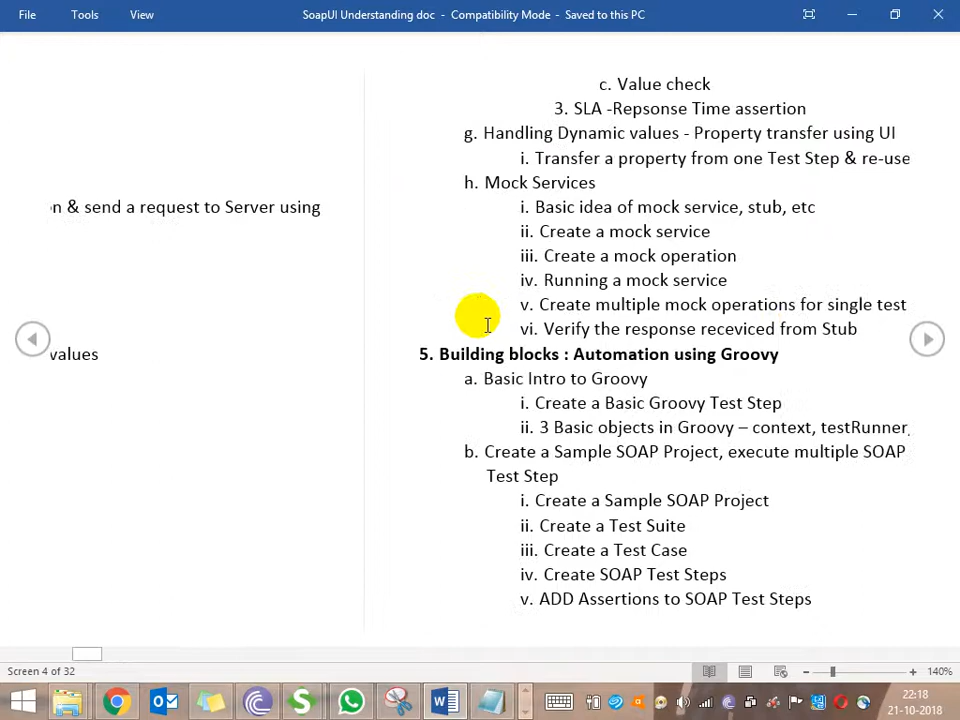 File Tools View SoapUI Understanding doc - Compatibility Mode - Saved to this PC
n & send a request to Server using
values
c. Value check
3. SLA -Repsonse Time assertion
g. Handling Dynamic values - Property transfer using UI
i. Transfer a property from one Test Step & re-use
h. Mock Services
i. Basic idea of mock service, stub, etc
ii. Create a mock service
iii. Create a mock operation
iv. Running a mock service
v. Create multiple mock operations for single test
vi. Verify the response receviced from Stub
5. Building blocks : Automation using Groovy
a. Basic Intro to Groovy
i. Create a Basic Groovy Test Step
ii. 3 Basic objects in Groovy – context, testRunner,
b. Create a Sample SOAP Project, execute multiple SOAP
Test Step
i. Create a Sample SOAP Project
ii. Create a Test Suite
iii. Create a Test Case
iv. Create SOAP Test Steps
v. ADD Assertions to SOAP Test Steps
Screen 4 of 32 140%
22:18
21-10-2018